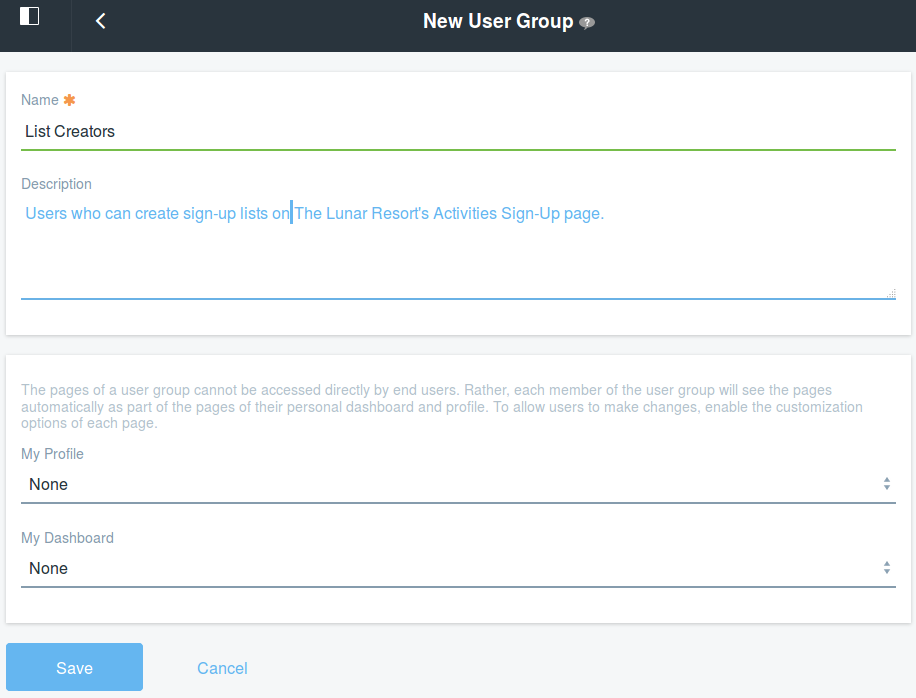 New User Group ?
Name ✱
List Creators
Description
Users who can create sign-up lists on The Lunar Resort's Activities Sign-Up page.
The pages of a user group cannot be accessed directly by end users. Rather, each member of the user group will see the pages
automatically as part of the pages of their personal dashboard and profile. To allow users to make changes, enable the customization
options of each page.
My Profile
None
My Dashboard
None
Save Cancel